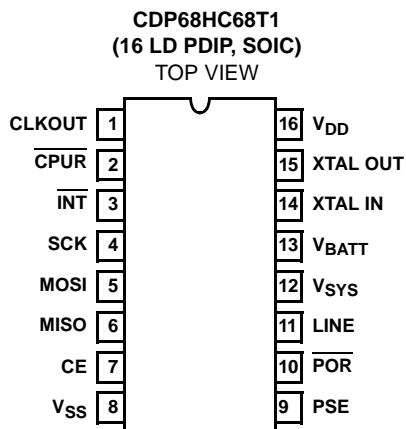 CDP68HC68T1
(16 LD PDIP, SOIC)
TOP VIEW
CLKOUT 1 16 VDD
CPUR 2 15 XTAL OUT
INT 3 14 XTAL IN
SCK 4 13 VBATT
MOSI 5 12 VSYS
MISO 6 11 LINE
CE 7 10 POR
VSS 8 9 PSE